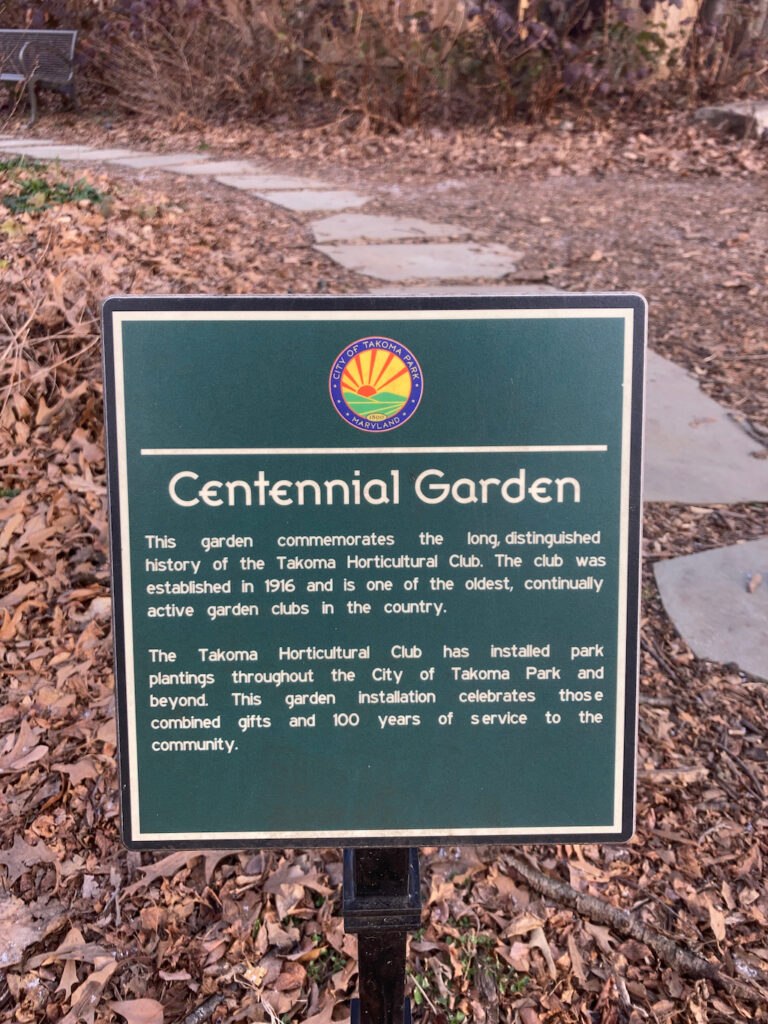 CITY OF TAKOMA PARK
1890
MARYLAND
Centennial Garden
This garden commemorates the long, distinguished
history of the Takoma Horticultural Club. The club was
established in 1916 and is one of the oldest, continually
active garden clubs in the country.
The Takoma Horticultural Club has installed park
plantings throughout the City of Takoma Park and
beyond. This garden installation celebrates those
combined gifts and 100 years of service to the
community.